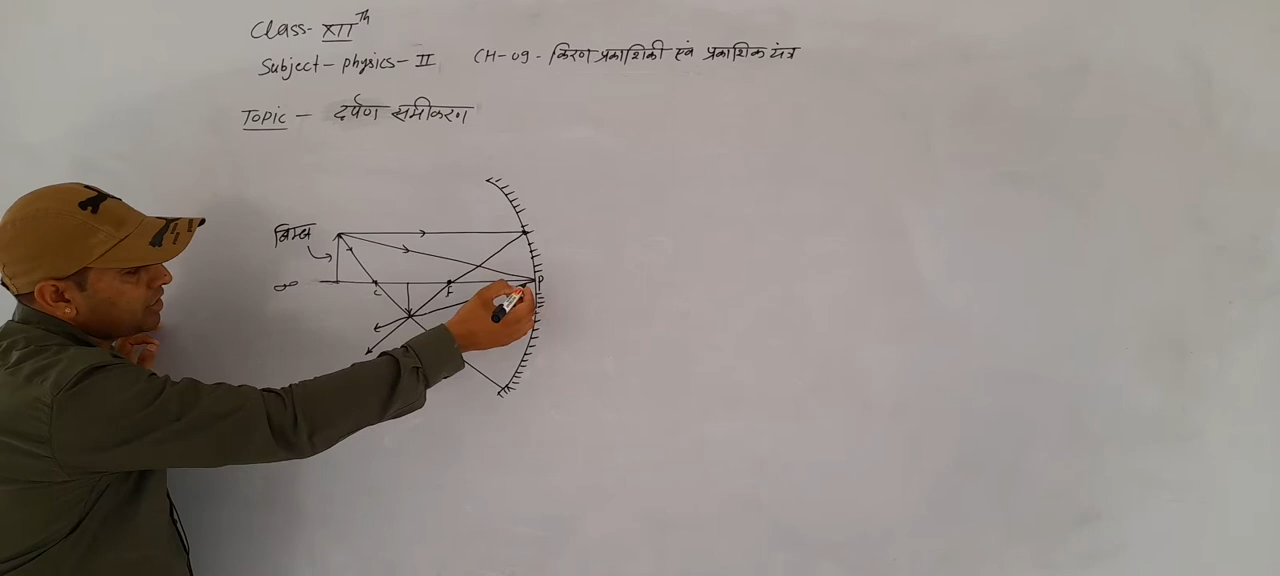 Class- XIIth
Subject - physics - II CH-09 - किरण प्रकाशिकी एवं प्रकाशिक यंत्र
Topic - दर्पण समीकरण
बिम्ब
∞ C F P